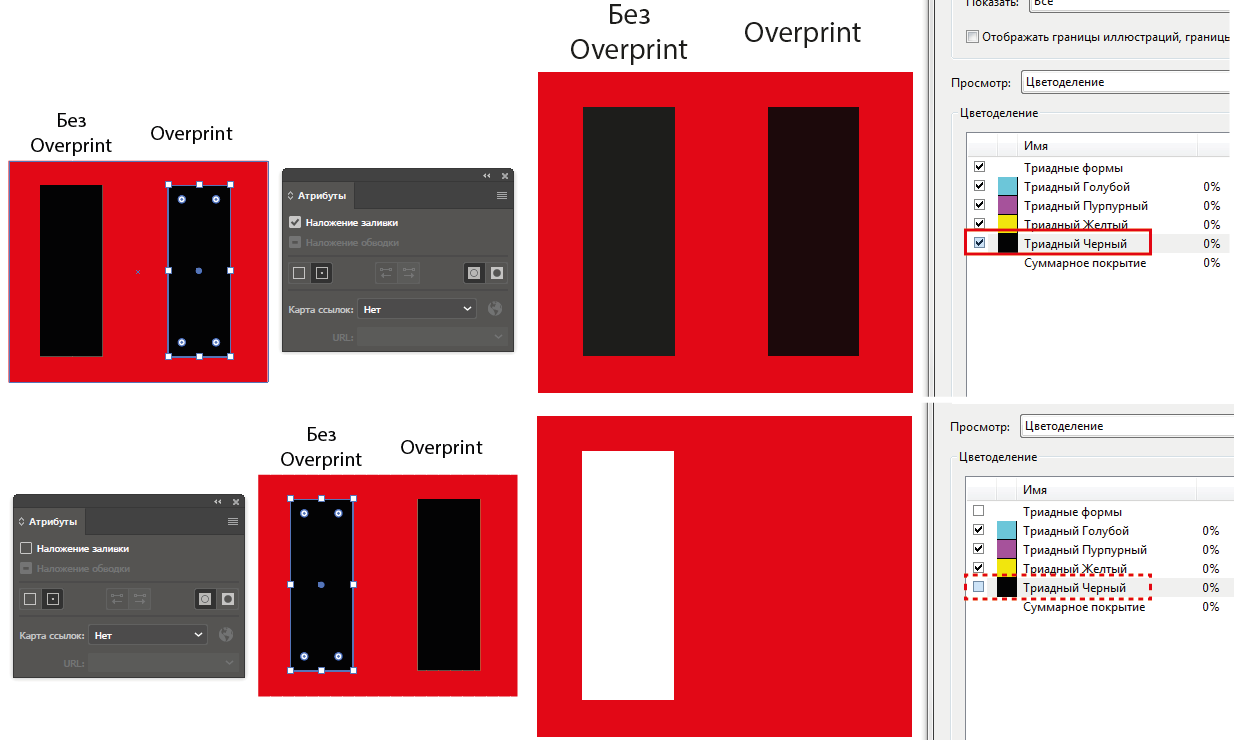 Без
Overprint
Overprint
Атрибуты
Наложение заливки
Наложение обводки
Карта ссылок: Нет
URL:
Без
Overprint
Overprint
Показать: Все
Отображать границы иллюстраций, границы
Просмотр: Цветоделение
Цветоделение
Имя
Триадные формы
Триадный Голубой 0%
Триадный Пурпурный 0%
Триадный Желтый 0%
Триадный Черный 0%
Суммарное покрытие 0%
Атрибуты
Наложение заливки
Наложение обводки
Карта ссылок: Нет
URL:
Без
Overprint
Overprint
Просмотр: Цветоделение
Цветоделение
Имя
Триадные формы
Триадный Голубой 0%
Триадный Пурпурный 0%
Триадный Желтый 0%
Триадный Черный 0%
Суммарное покрытие 0%